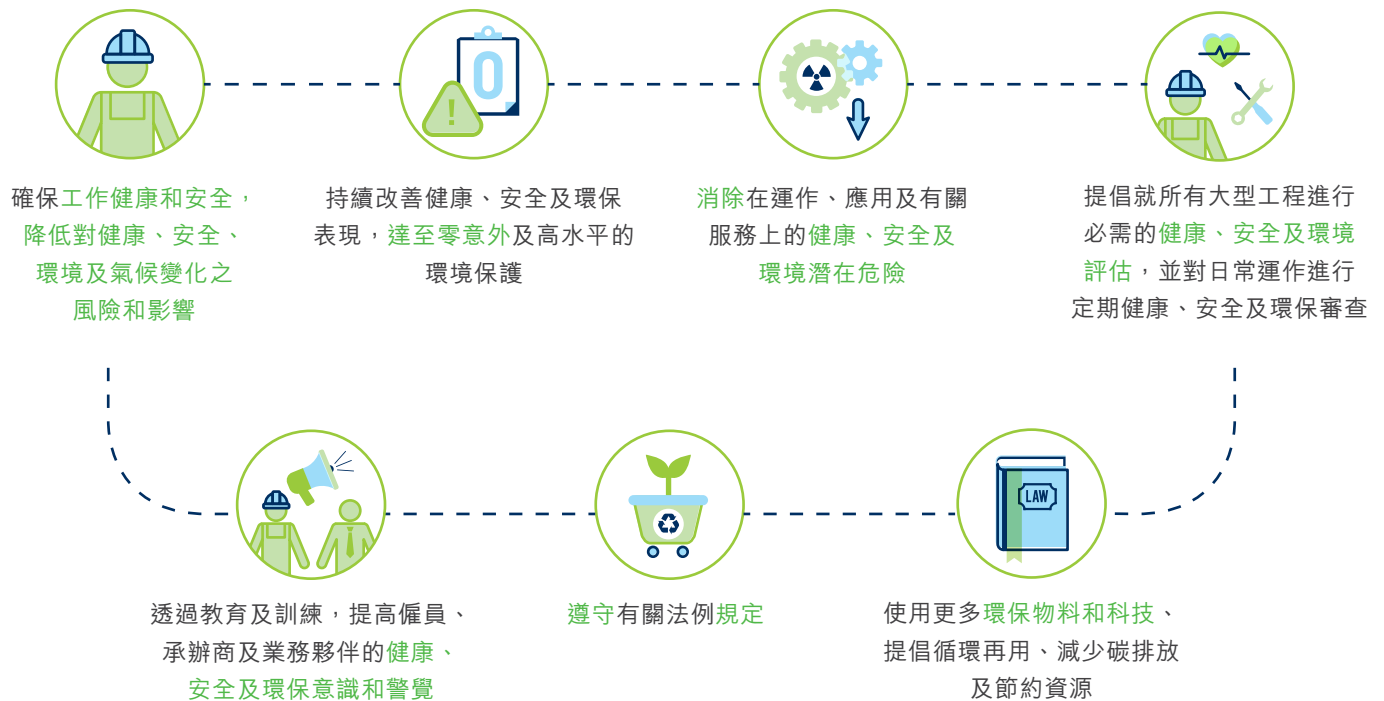 確保工作健康和安全，
降低對健康、安全、
環境及氣候變化之
風險和影響
持續改善健康、安全及環保
表現，達至零意外及高水平的
環境保護
消除在運作、應用及有關
服務上的健康、安全及
環境潛在危險
提倡就所有大型工程進行
必需的健康、安全及環境
評估，並對日常運作進行
定期健康、安全及環保審查
LAW
透過教育及訓練，提高僱員、
承辦商及業務夥伴的健康、
安全及環保意識和警覺
遵守有關法例規定
使用更多環保物料和科技、
提倡循環再用、減少碳排放
及節約資源